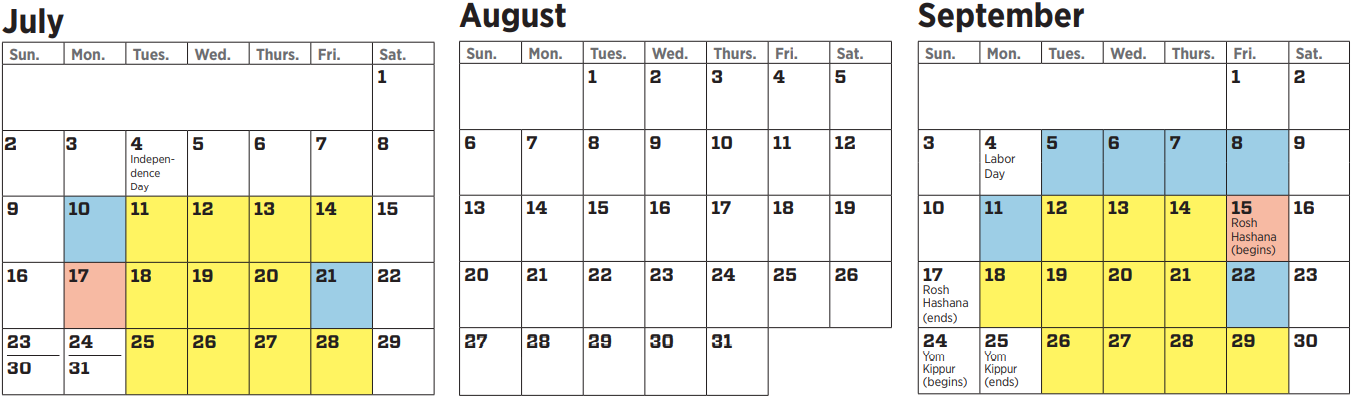 July
Sun. Mon. Tues. Wed. Thurs. Fri. Sat.
1
2 3 4 5 6 7 8
Indepen-
dence
Day
9 10 11 12 13 14 15
16 17 18 19 20 21 22
23 24 25 26 27 28 29
30 31
August
Sun. Mon. Tues. Wed. Thurs. Fri. Sat.
1 2 3 4 5
6 7 8 9 10 11 12
13 14 15 16 17 18 19
20 21 22 23 24 25 26
27 28 29 30 31
September
Sun. Mon. Tues. Wed. Thurs. Fri. Sat.
1 2
3 4 5 6 7 8 9
Labor
Day
10 11 12 13 14 15 16
Rosh
Hashana
(begins)
17 18 19 20 21 22 23
Rosh
Hashana
(ends)
24 25 26 27 28 29 30
Yom
Kippur
(begins)
Yom
Kippur
(ends)